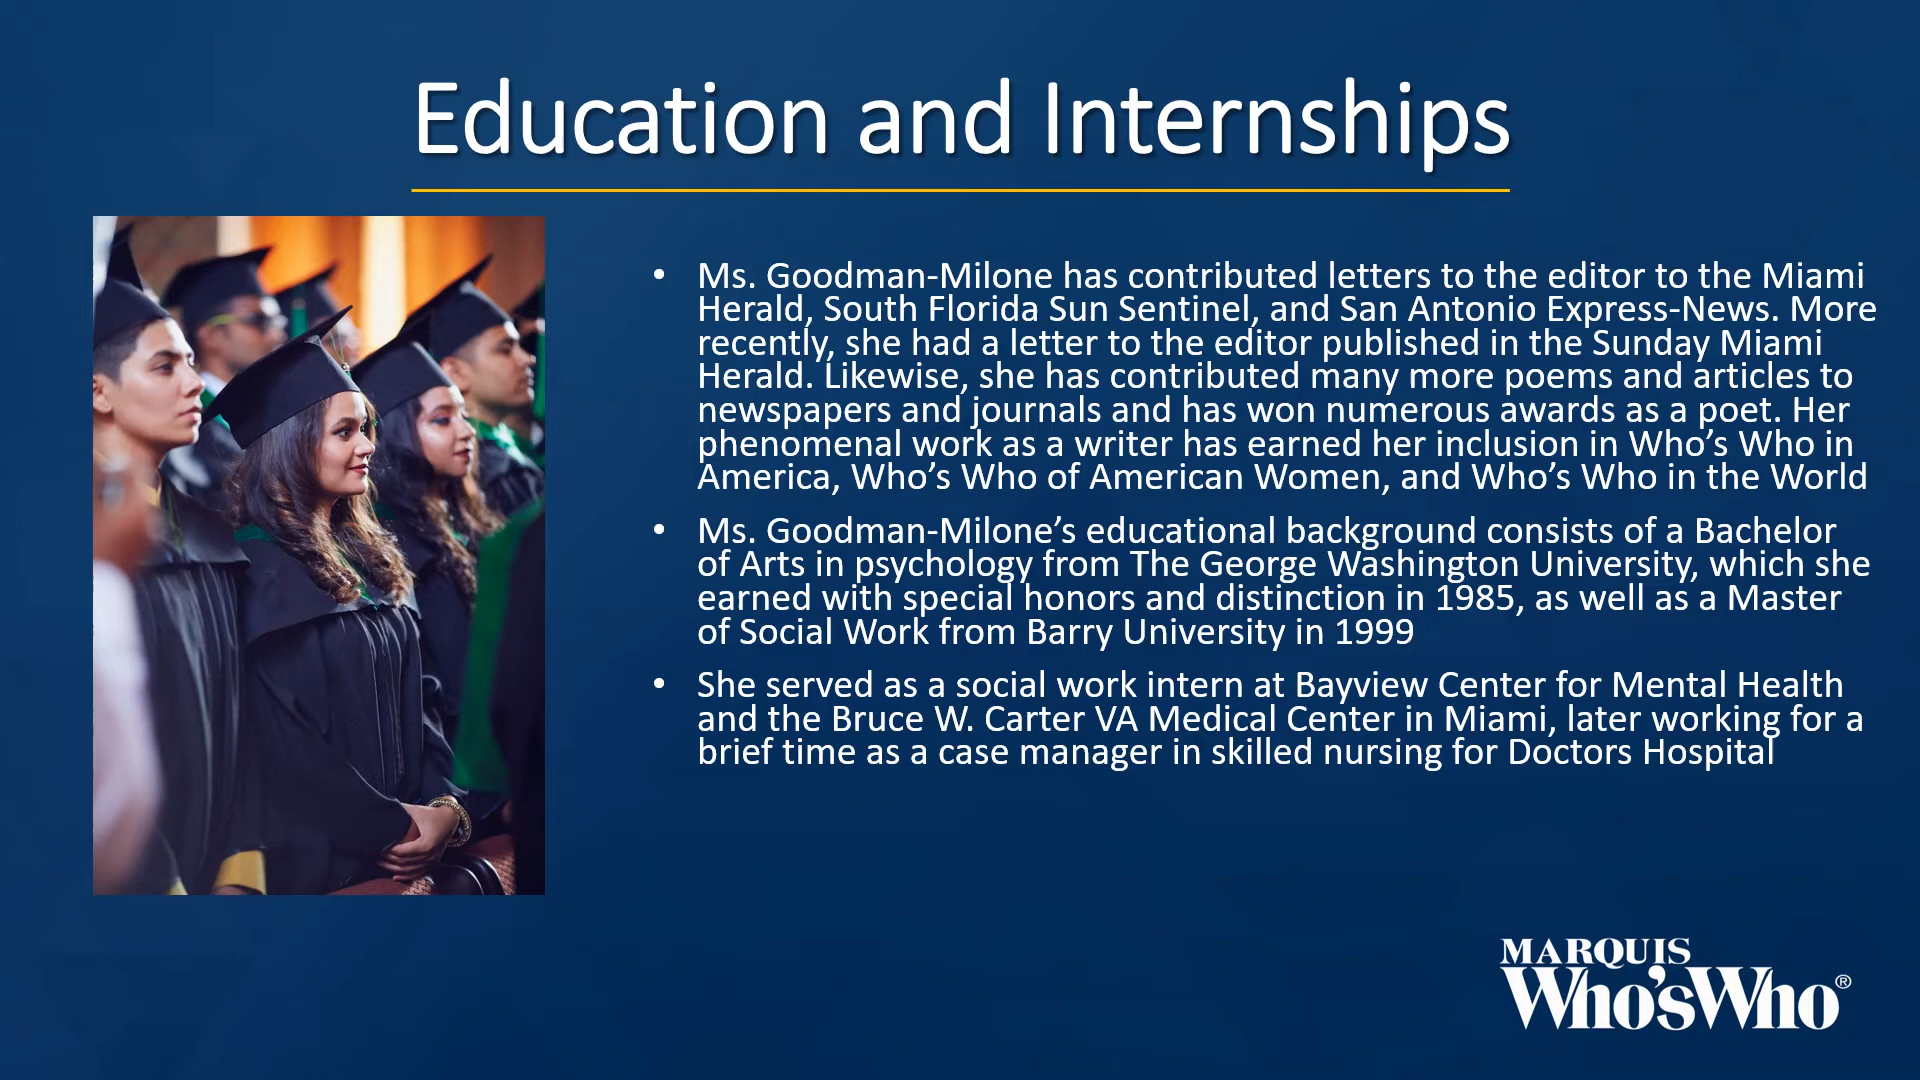 Education and Internships
• Ms. Goodman-Milone has contributed letters to the editor to the Miami
Herald, South Florida Sun Sentinel, and San Antonio Express-News. More
recently, she had a letter to the editor published in the Sunday Miami
Herald. Likewise, she has contributed many more poems and articles to
newspapers and journals and has won numerous awards as a poet. Her
phenomenal work as a writer has earned her inclusion in Who’s Who in
America, Who’s Who of American Women, and Who’s Who in the World
• Ms. Goodman-Milone’s educational background consists of a Bachelor
of Arts in psychology from The George Washington University, which she
earned with special honors and distinction in 1985, as well as a Master
of Social Work from Barry University in 1999
• She served as a social work intern at Bayview Center for Mental Health
and the Bruce W. Carter VA Medical Center in Miami, later working for a
brief time as a case manager in skilled nursing for Doctors Hospital
MARQUIS
Who’sWho®